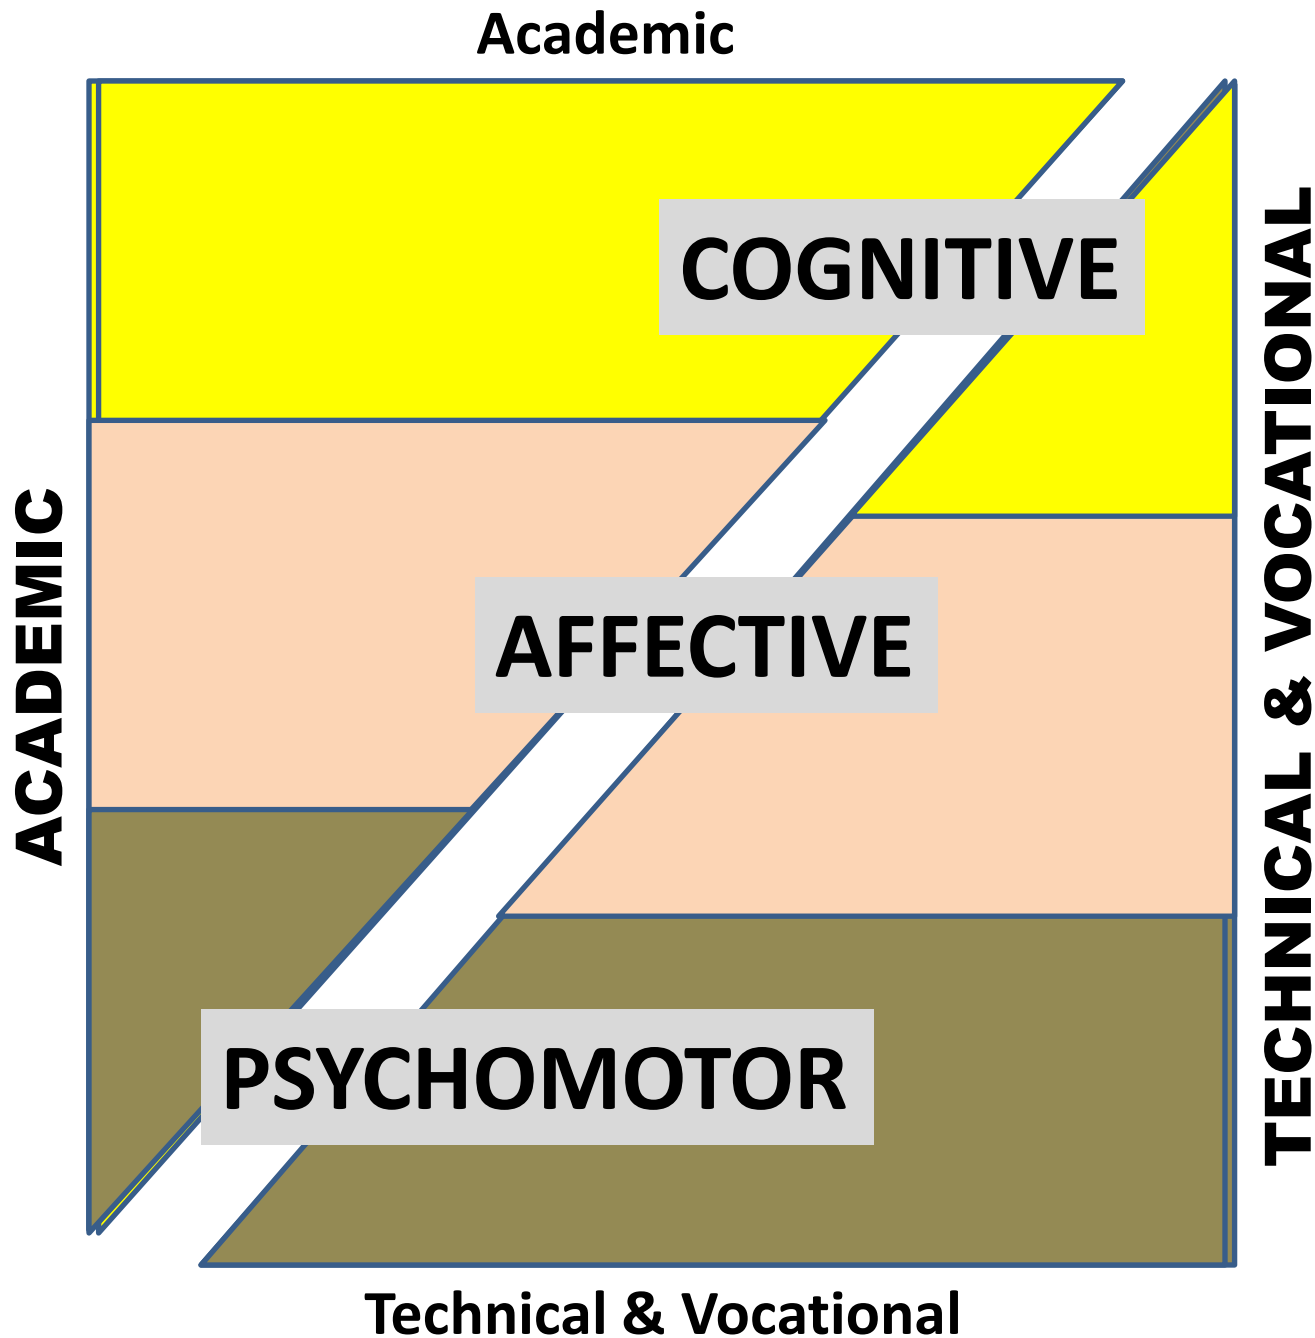 Academic
COGNITIVE
AFFECTIVE
PSYCHOMOTOR
ACADEMIC
TECHNICAL & VOCATIONAL
Technical & Vocational